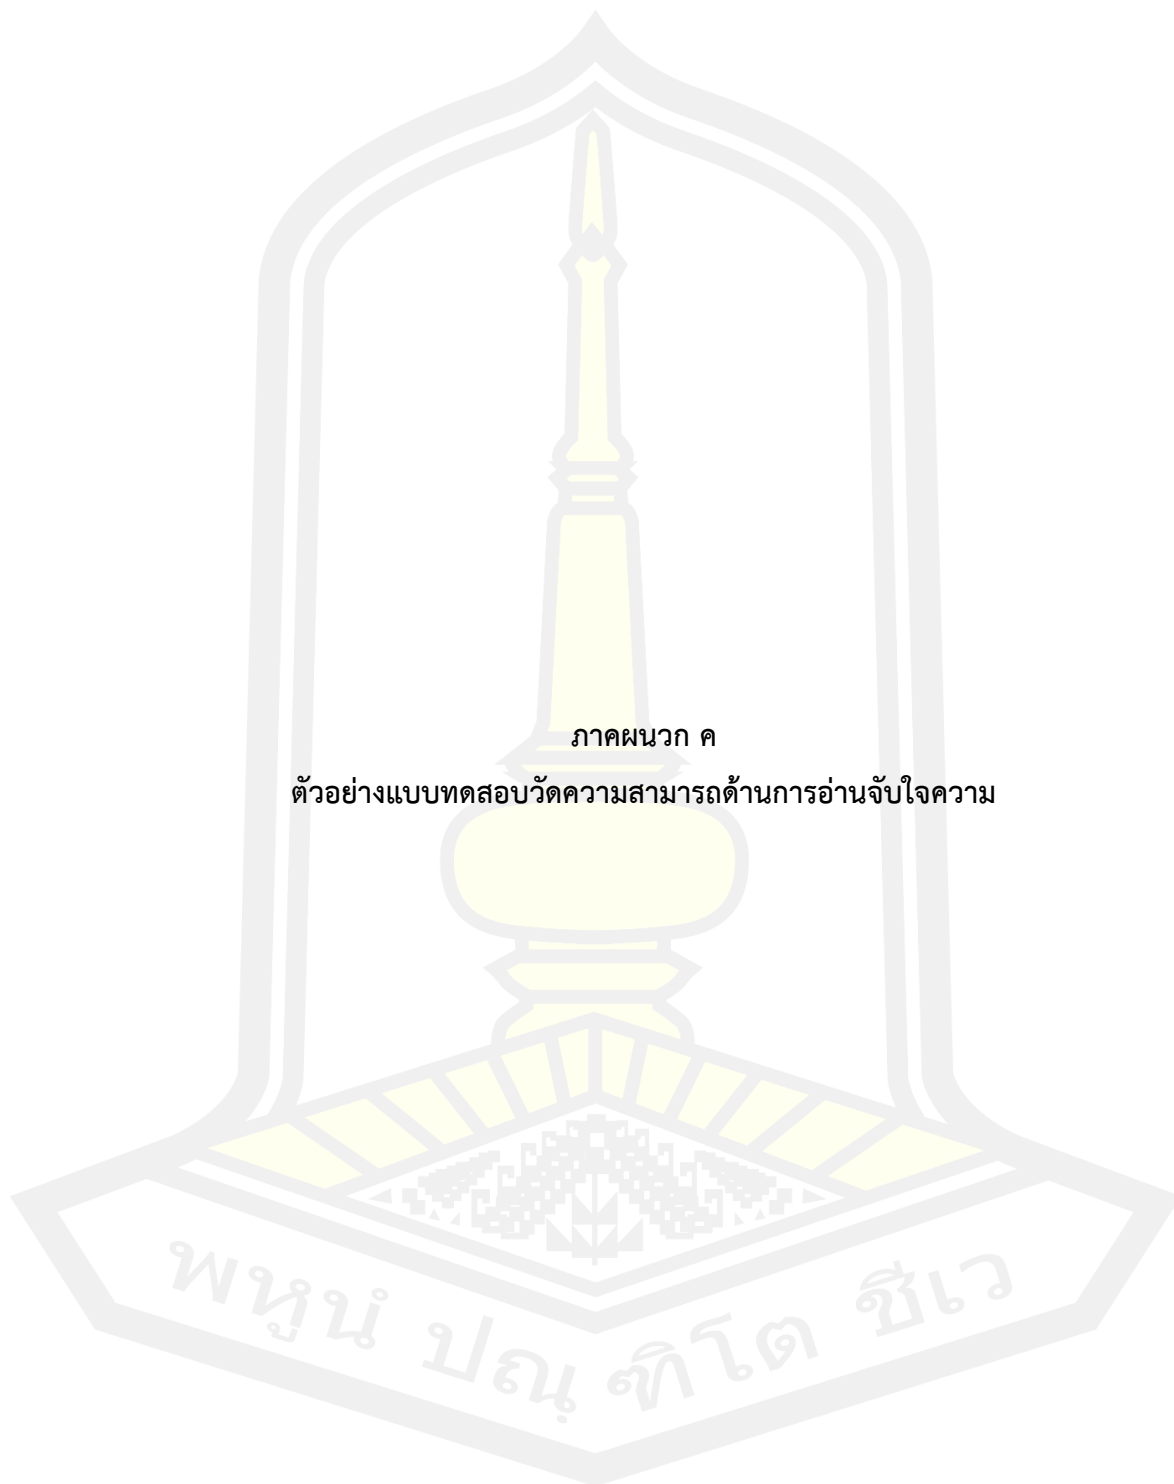 ภาคผนวก ค
ตัวอย่างแบบทดสอบวัดความสามารถด้านการอ่านจับใจความ
พหูนํ ปณฺฑิโต ชีเว